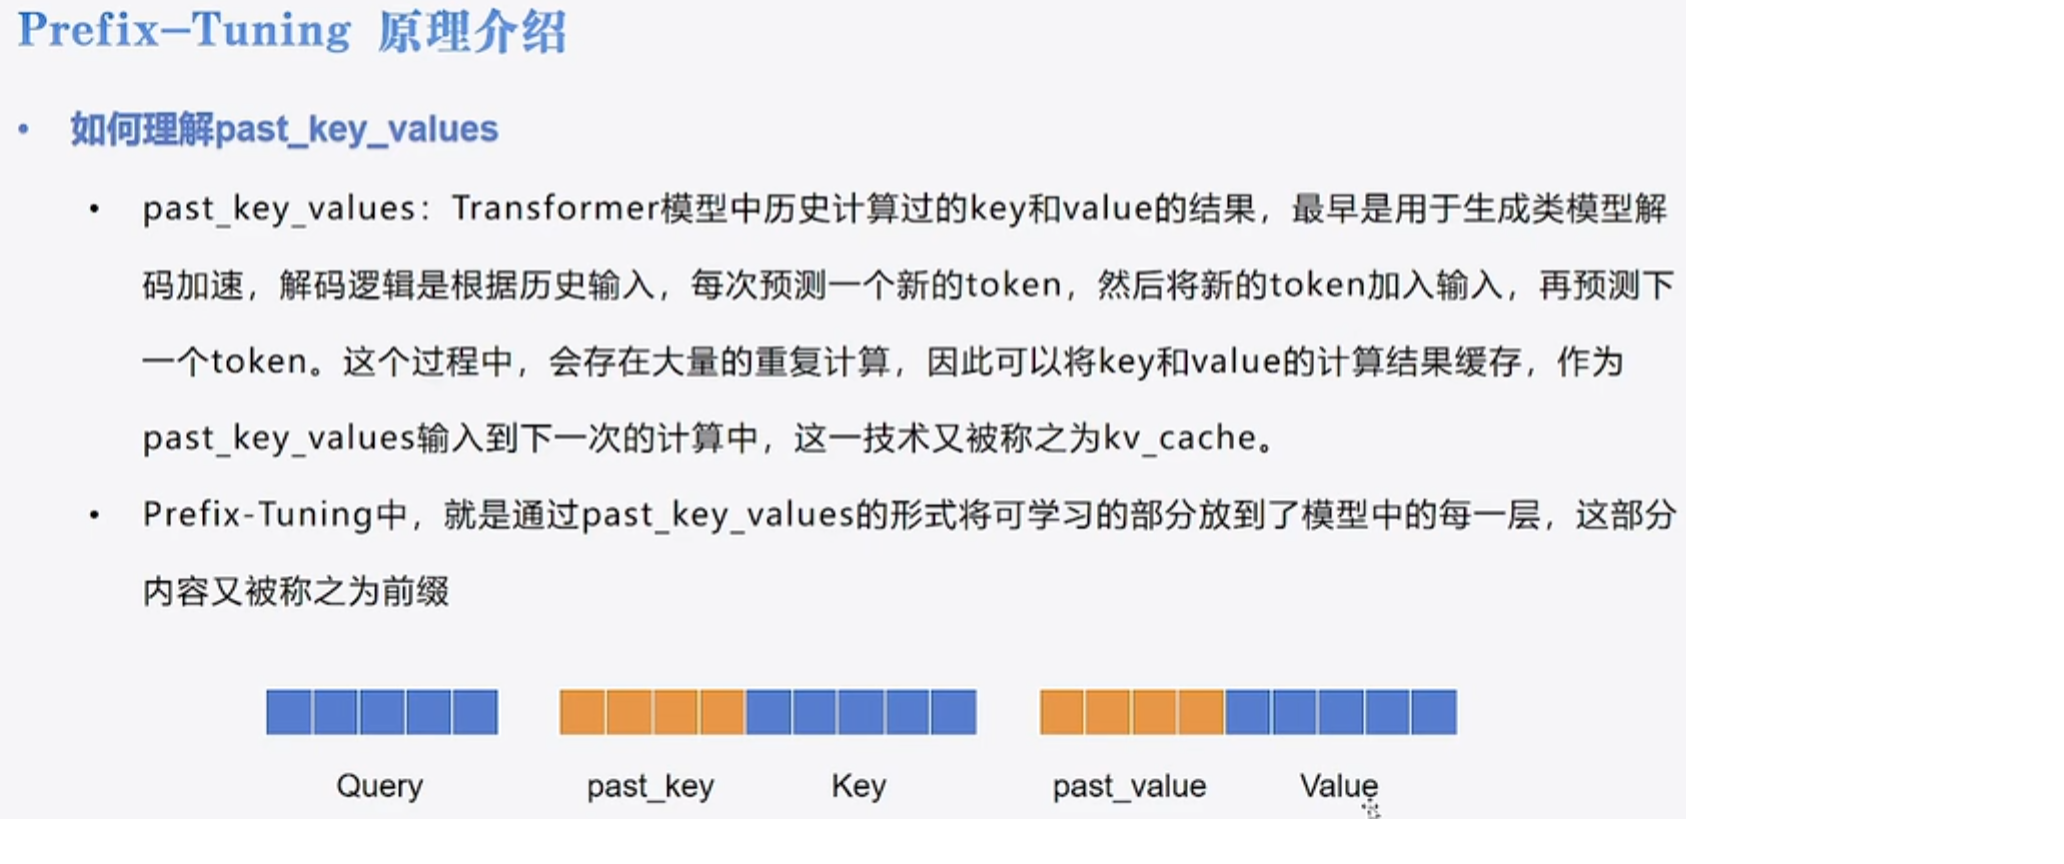 Prefix-Tuning 原理介绍
• 如何理解past_key_values
• past_key_values：Transformer模型中历史计算过的key和value的结果，最早是用于生成类模型解
码加速，解码逻辑是根据历史输入，每次预测一个新的token，然后将新的token加入输入，再预测下
一个token。这个过程中，会存在大量的重复计算，因此可以将key和value的计算结果缓存，作为
past_key_values输入到下一次的计算中，这一技术又被称之为kv_cache。
• Prefix-Tuning中，就是通过past_key_values的形式将可学习的部分放到了模型中的每一层，这部分
内容又被称之为前缀
Query past_key Key past_value Value